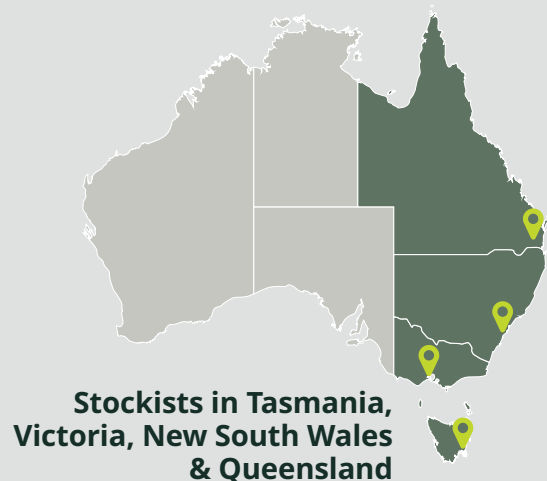 Stockists in Tasmania,
Victoria, New South Wales
& Queensland